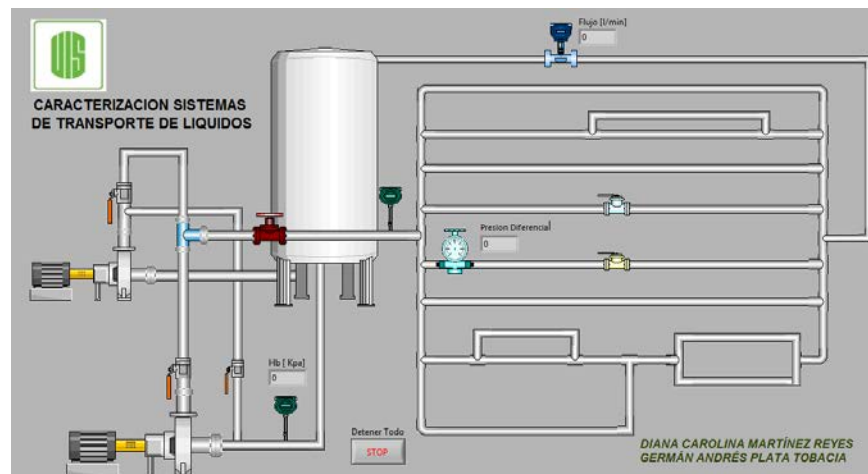 UIS
CARACTERIZACION SISTEMAS
DE TRANSPORTE DE LIQUIDOS
Flujo [l/min]
0
Presion Diferencial
0
Hb [ Kpa]
0
Detener Todo
STOP
DIANA CAROLINA MARTÍNEZ REYES
GERMÁN ANDRÉS PLATA TOBACIA